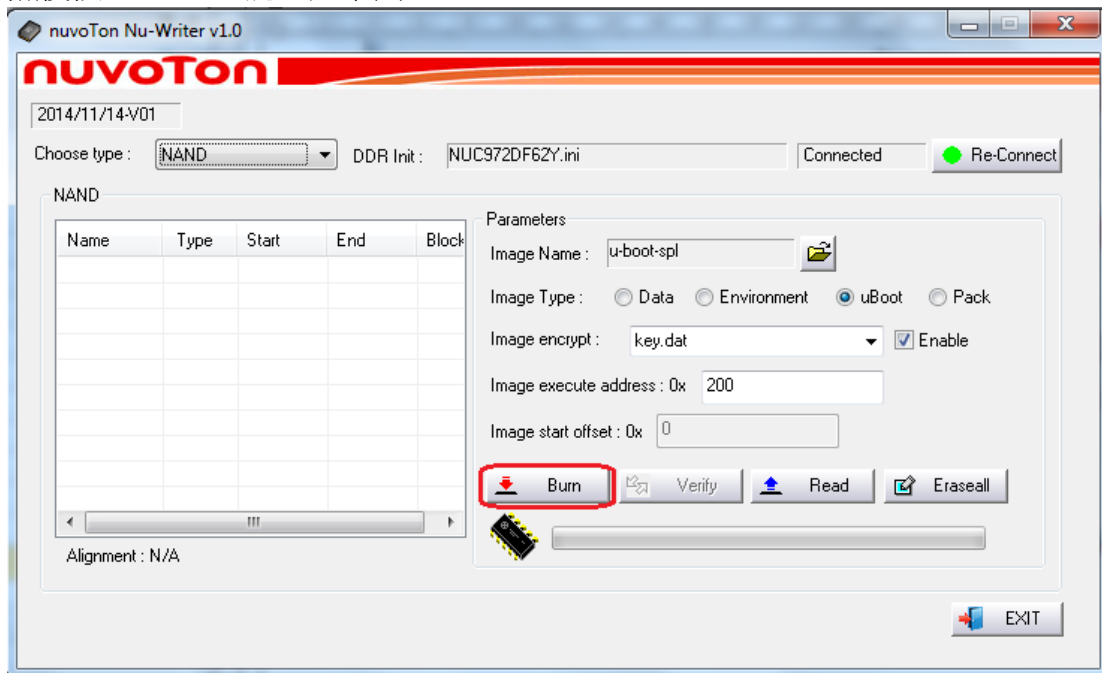 nuvoTon Nu-Writer v1.0
nuvoTon
2014/11/14-V01
Choose type : NAND DDR Init : NUC972DF62Y.ini Connected Re-Connect
NAND
Name Type Start End Block
Parameters
Image Name : u-boot-spl
Image Type : Data Environment uBoot Pack
Image encrypt : key.dat Enable
Image execute address : 0x 200
Image start offset : 0x 0
Burn Verify Read Eraseall
Alignment : N/A
EXIT